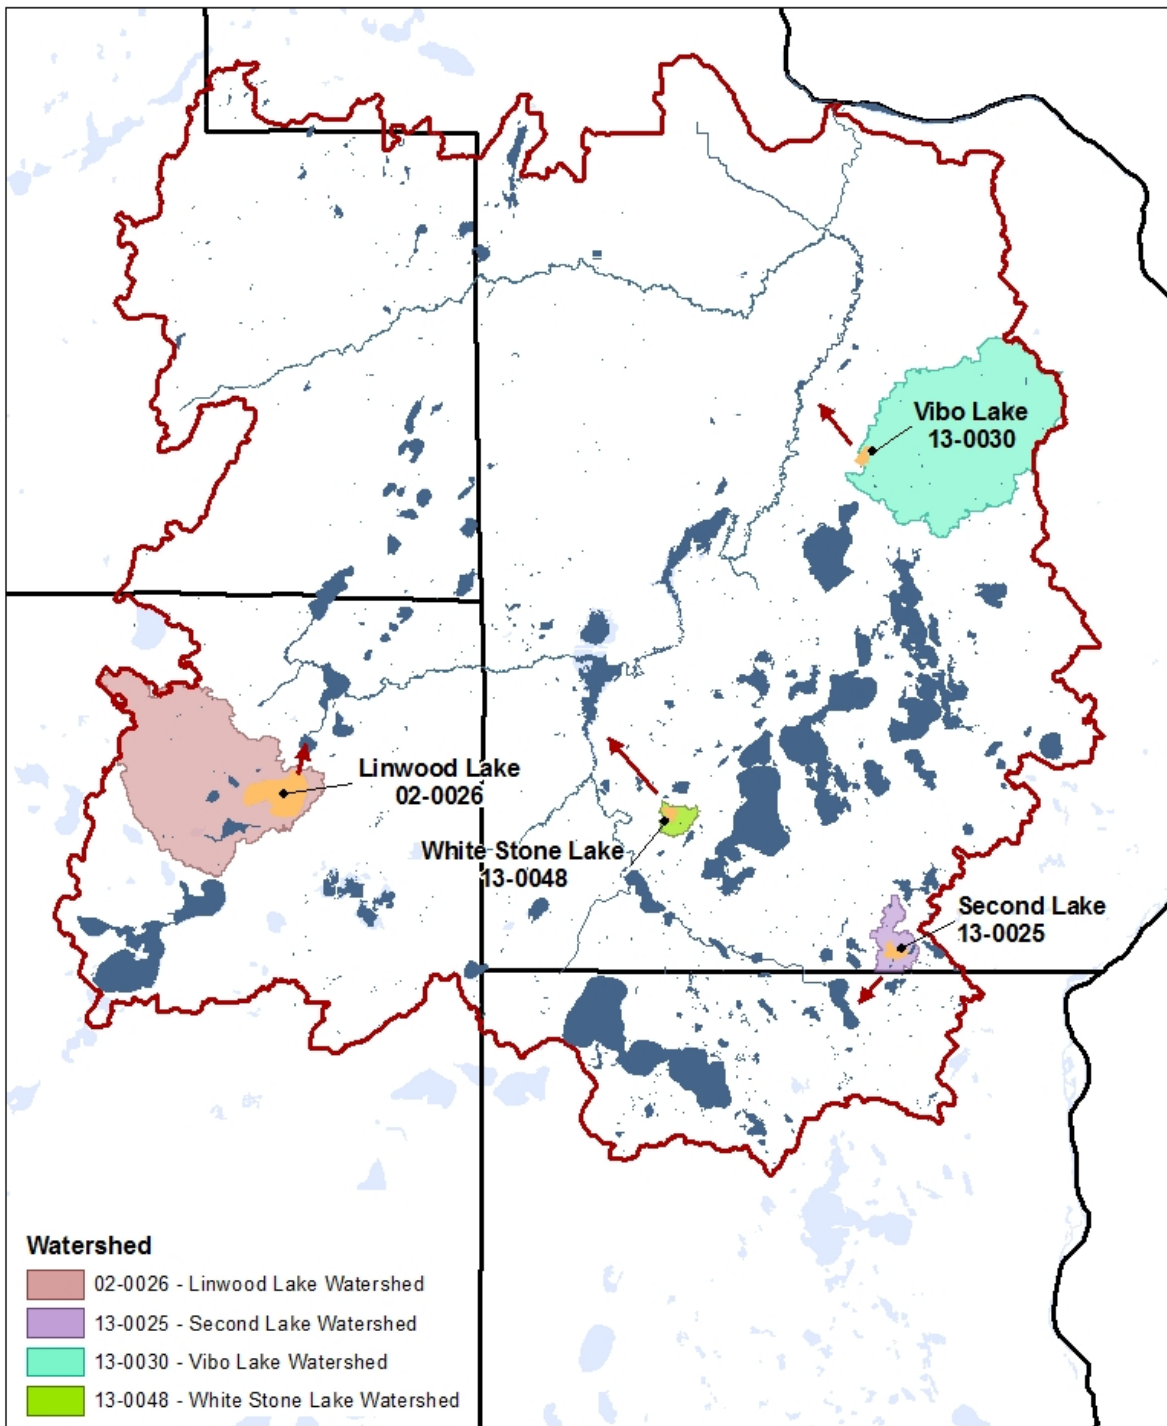 Vibo Lake
13-0030
Linwood Lake
02-0026
White Stone Lake
13-0048
Second Lake
13-0025
Watershed
02-0026 - Linwood Lake Watershed
13-0025 - Second Lake Watershed
13-0030 - Vibo Lake Watershed
13-0048 - White Stone Lake Watershed